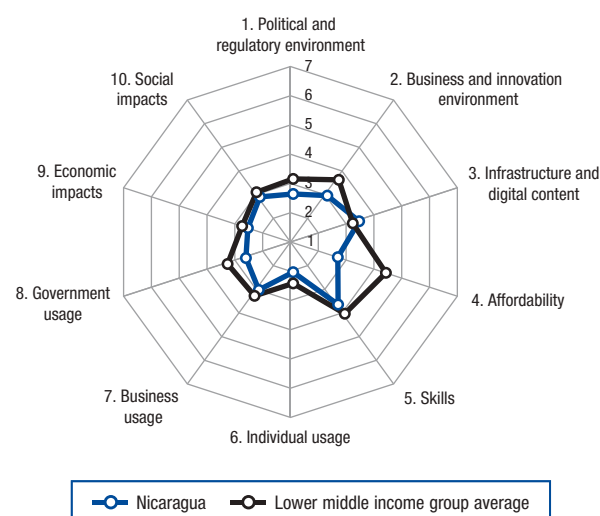 1. Political and
regulatory environment
2. Business and innovation
environment
3. Infrastructure and
digital content
4. Affordability
5. Skills
6. Individual usage
7. Business
usage
8. Government
usage
9. Economic
impacts
10. Social
impacts
7
6
5
4
3
2
1
Nicaragua
Lower middle income group average